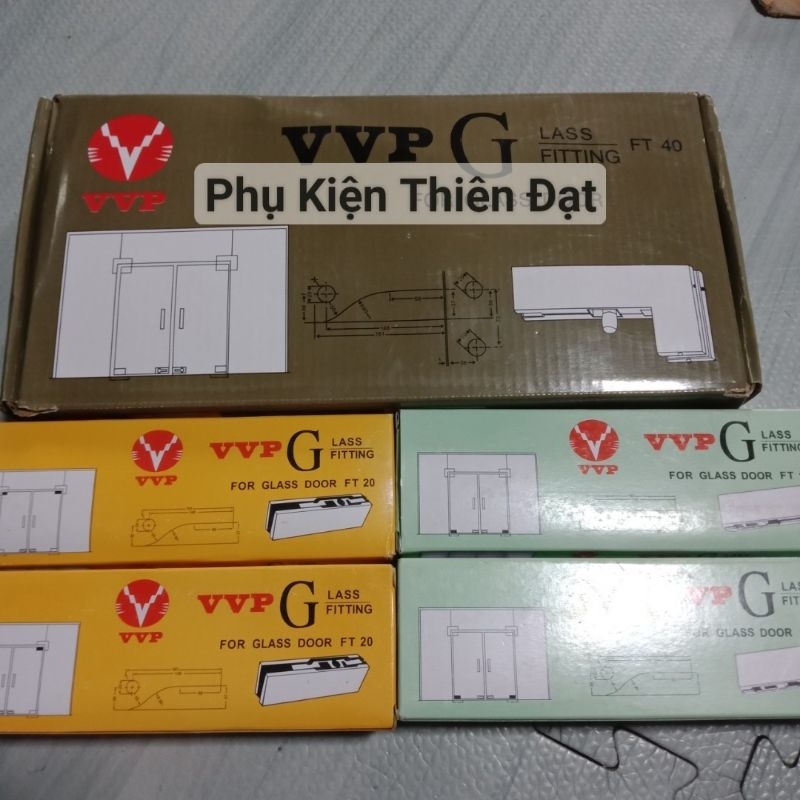 VVP
VVP G LASS FITTING FT 40
Phụ Kiện Thiên Đạt
VVP
VVP G LASS FITTING
FOR GLASS DOOR FT 20
VVP
VVP G LASS FITTING
FOR GLASS DOOR FT
VVP
VVP G LASS FITTING
FOR GLASS DOOR FT 20
VVP
VVP G LASS
FOR GLASS DOOR